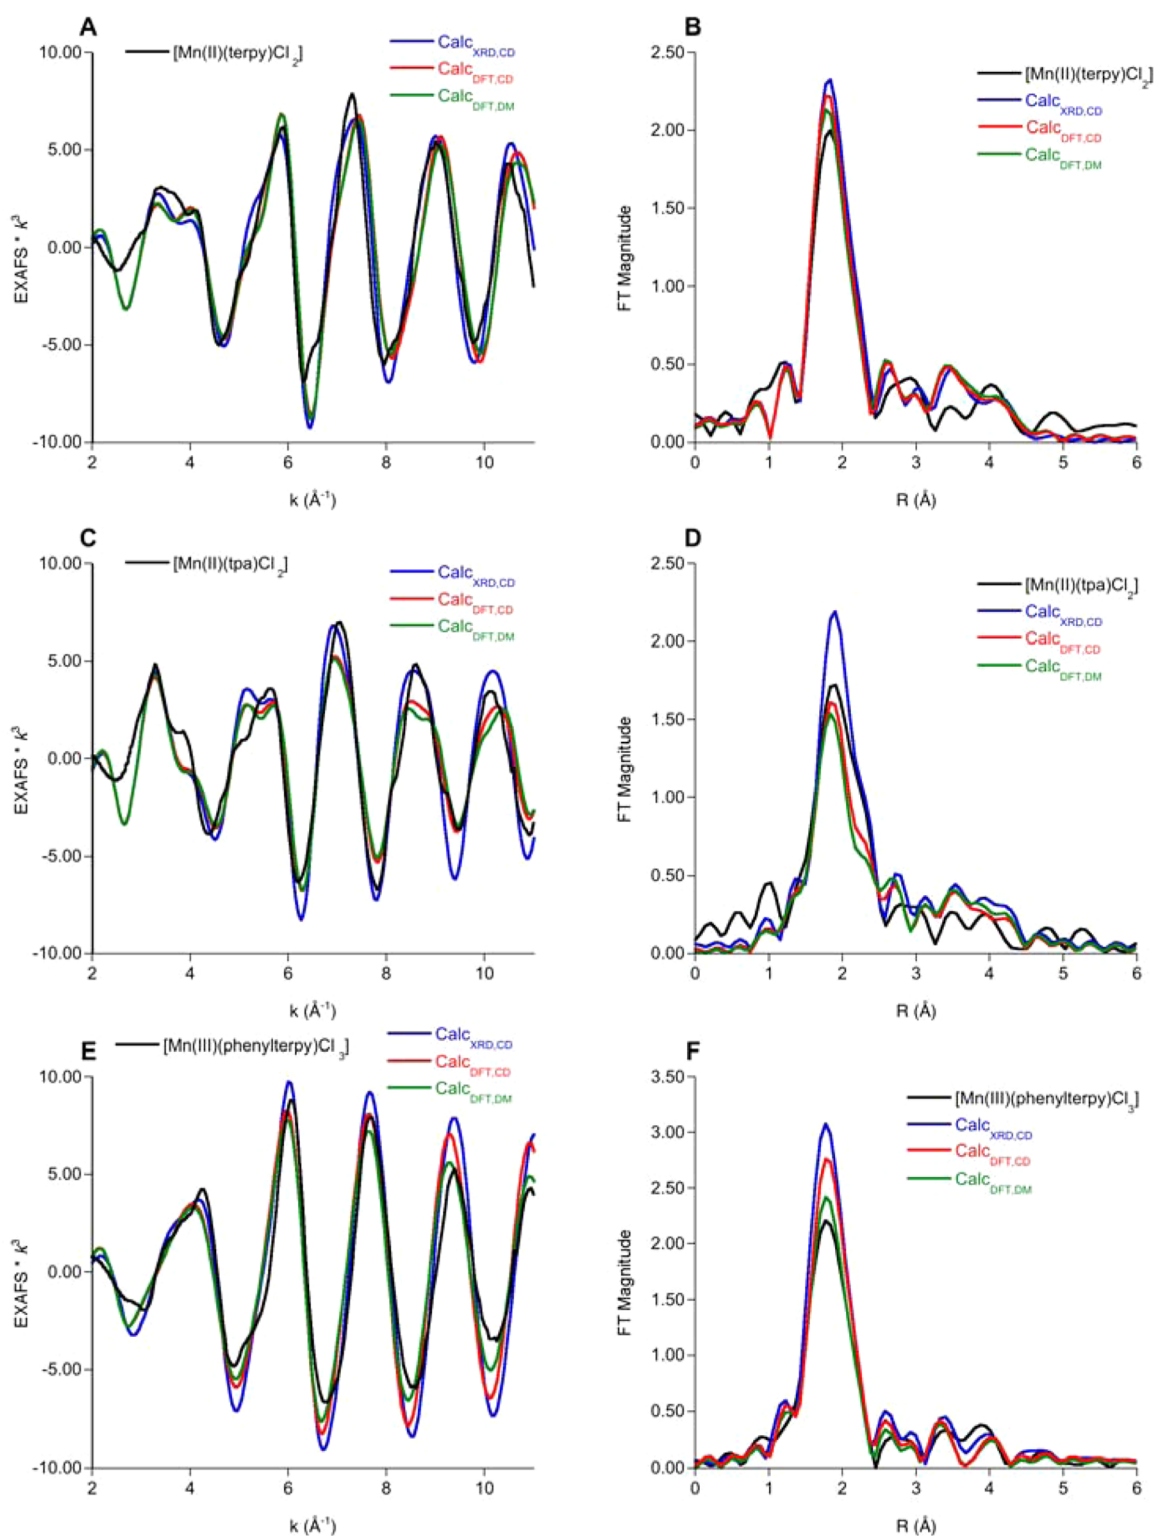 A
[Mn(II)(terpy)Cl2]
CalcXRD,CD
CalcDFT,CD
CalcDFT,DM
10.00
5.00
0.00
-5.00
-10.00
EXAFS * k3
2 4 6 8 10
k (Å-1)
B
[Mn(II)(terpy)Cl2]
CalcXRD,CD
CalcDFT,CD
CalcDFT,DM
2.50
2.00
1.50
1.00
0.50
0.00
FT Magnitude
0 1 2 3 4 5 6
R (Å)
C
[Mn(II)(tpa)Cl2]
CalcXRD,CD
CalcDFT,CD
CalcDFT,DM
10.00
5.00
0.00
-5.00
-10.00
EXAFS * k3
2 4 6 8 10
k (Å-1)
D
[Mn(II)(tpa)Cl2]
CalcXRD,CD
CalcDFT,CD
CalcDFT,DM
2.50
2.00
1.50
1.00
0.50
0.00
FT Magnitude
0 1 2 3 4 5 6
R (Å)
E
[Mn(III)(phenylterpy)Cl3]
CalcXRD,CD
CalcDFT,CD
CalcDFT,DM
10.00
5.00
0.00
-5.00
-10.00
EXAFS * k3
2 4 6 8 10
k (Å-1)
F
[Mn(III)(phenylterpy)Cl3]
CalcXRD,CD
CalcDFT,CD
CalcDFT,DM
3.50
3.00
2.50
2.00
1.50
1.00
0.50
0.00
FT Magnitude
0 1 2 3 4 5 6
R (Å)